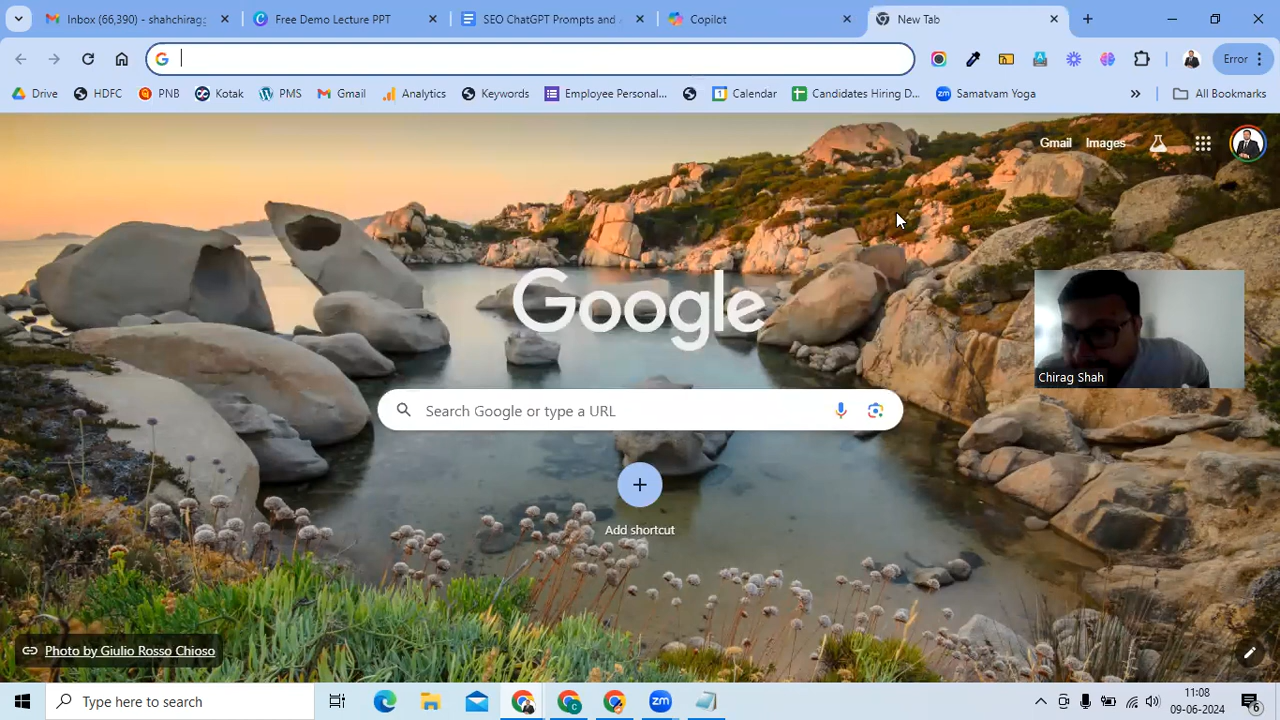 Inbox (66,390) - shahchirag
Free Demo Lecture PPT
SEO ChatGPT Prompts and
Copilot
New Tab
Error
Drive
HDFC
PNB
Kotak
PMS
Gmail
Analytics
Keywords
Employee Personal...
Calendar
Candidates Hiring D...
Samatvam Yoga
All Bookmarks
Gmail
Images
Google
Chirag Shah
Search Google or type a URL
Add shortcut
Photo by Giulio Rosso Chioso
Type here to search
11:08
09-06-2024
6